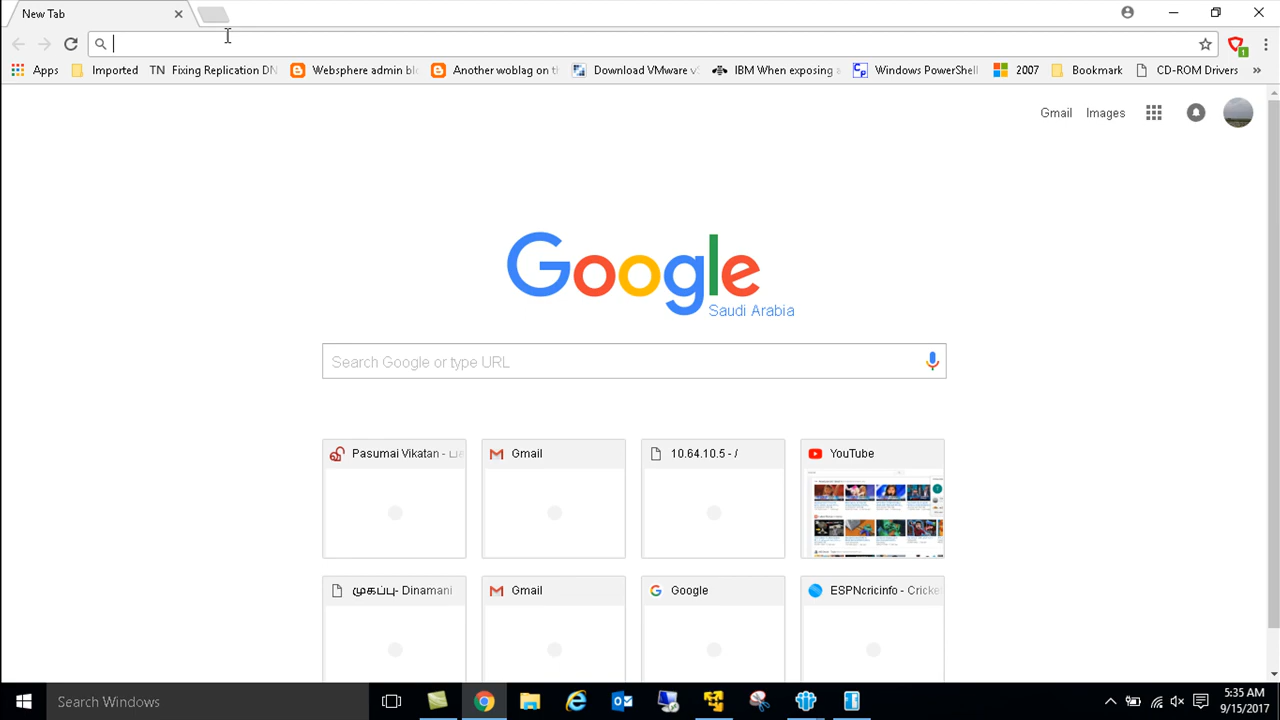 New Tab
Apps Imported TN Fixing Replication DN Websphere admin bl Another woblag on t Download VMware v IBM When exposing a Cp Windows PowerShell 2007 Bookmark CD-ROM Drivers »
1
Gmail Images
Google
Saudi Arabia
Search Google or type URL
Pasumai Vikatan - Gmail 10.64.10.5 - / YouTube
முகப்பு- Dinamani Gmail Google ESPNcricinfo - Cricke
Search Windows
5:35 AM
9/15/2017